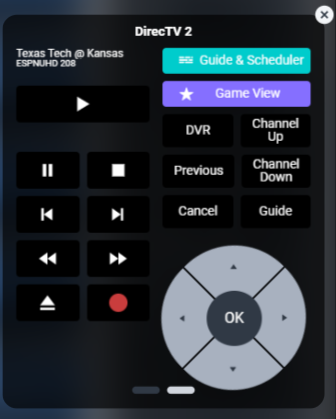 DirecTV 2
Texas Tech @ Kansas
ESPNUHD 208
Guide & Scheduler
Game View
DVR
Channel
Up
Previous
Channel
Down
Cancel
Guide
OK